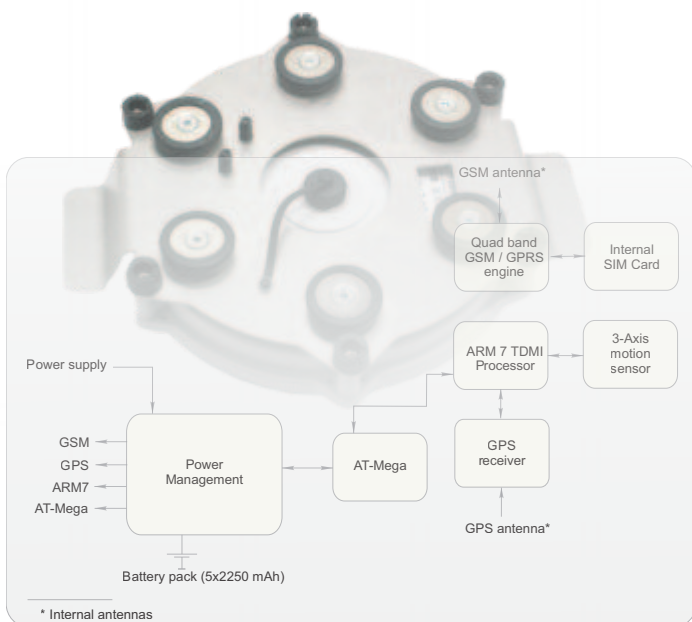 GSM antenna*
Quad band
GSM / GPRS
engine
Internal
SIM Card
ARM 7 TDMI
Processor
3-Axis
motion
sensor
Power supply
GSM
GPS
ARM7
AT-Mega
Power
Management
AT-Mega
GPS
receiver
GPS antenna*
Battery pack (5x2250 mAh)
* Internal antennas